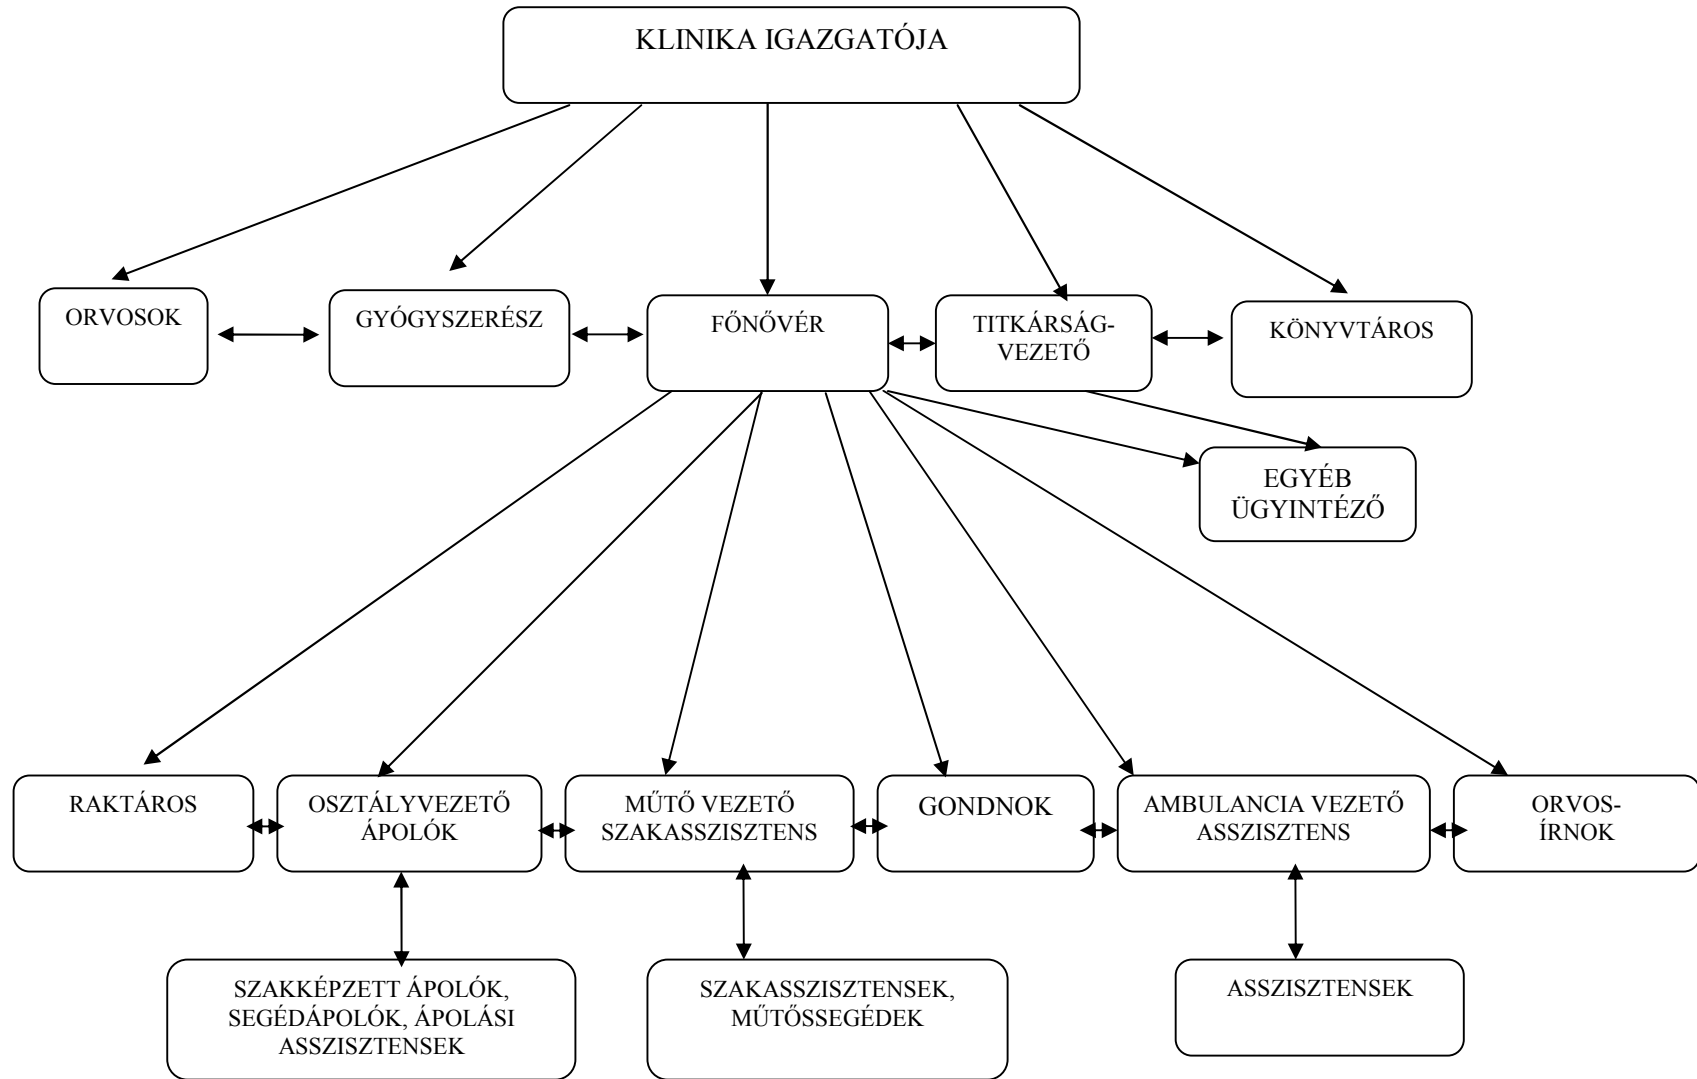 KLINIKA IGAZGATÓJA
ORVOSOK
GYÓGYSZERÉSZ
FŐNŐVÉR
TITKÁRSÁG-
VEZETŐ
KÖNYVTÁROS
EGYÉB
ÜGYINTÉZŐ
RAKTÁROS
OSZTÁLYVEZETŐ
ÁPOLÓK
MŰTŐ VEZETŐ
SZAKASSZISZTENS
GONDNOK
AMBULANCIA VEZETŐ
ASSZISZTENS
ORVOS-
ÍRNOK
SZAKKÉPZETT ÁPOLÓK,
SEGÉDÁPOLÓK, ÁPOLÁSI
ASSZISZTENSEK
SZAKASSZISZTENSEK,
MŰTŐSSEGÉDEK
ASSZISZTENSEK